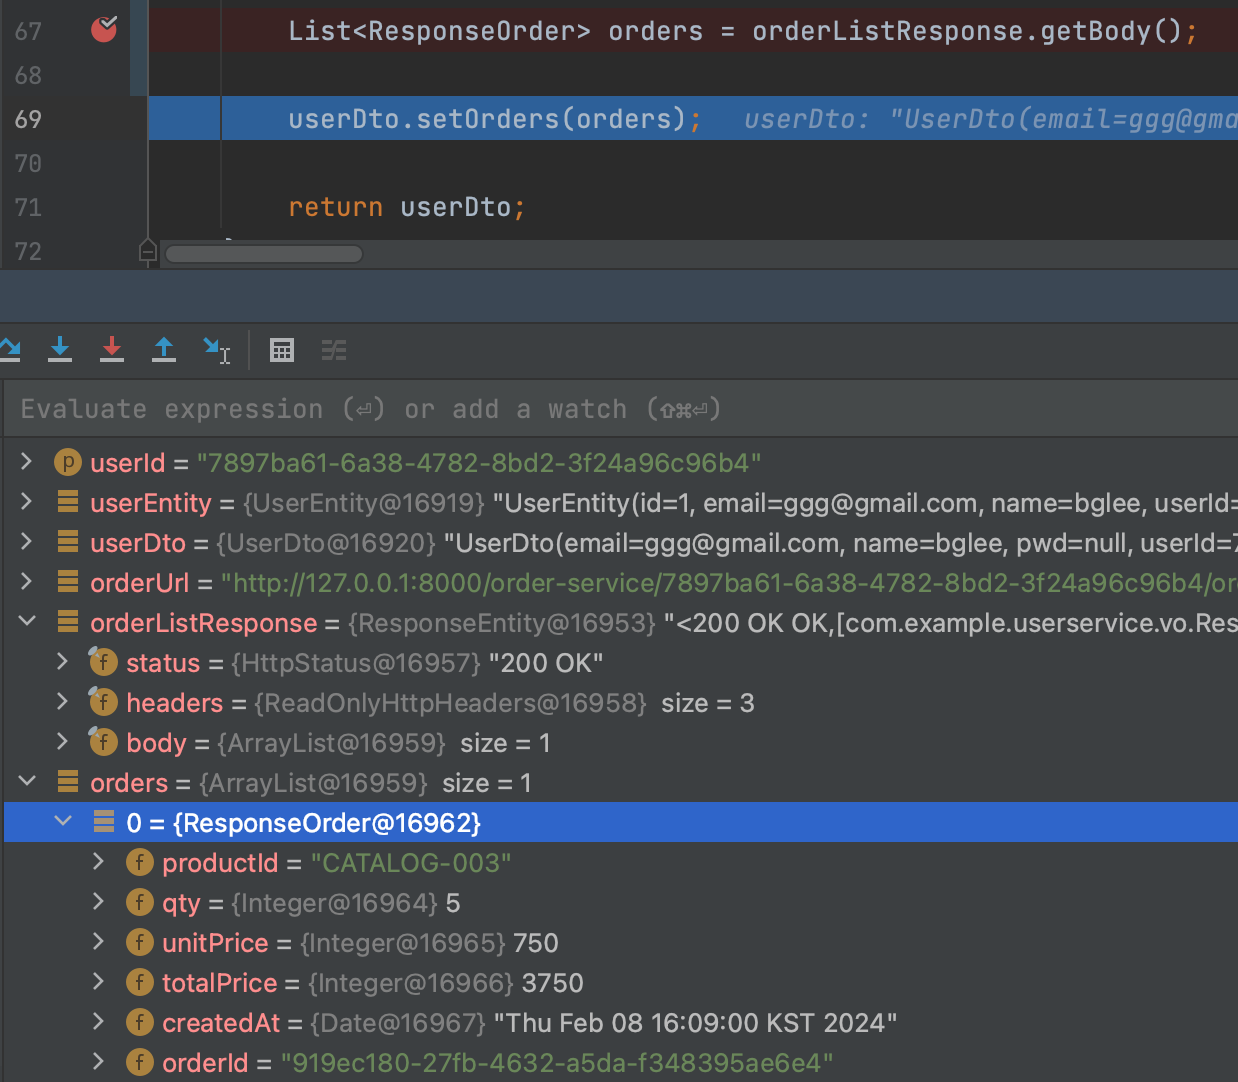 67 List<ResponseOrder> orders = orderListResponse.getBody();
68
69 userDto.setOrders(orders); userDto: "UserDto(email=ggg@gma
70
71 return userDto;
72
Evaluate expression (⏎) or add a watch (⇧⌘⏎)
p userId = "7897ba61-6a38-4782-8bd2-3f24a96c96b4"
userEntity = {UserEntity@16919} "UserEntity(id=1, email=ggg@gmail.com, name=bglee, userId=
userDto = {UserDto@16920} "UserDto(email=ggg@gmail.com, name=bglee, pwd=null, userId=7
orderUrl = "http://127.0.0.1:8000/order-service/7897ba61-6a38-4782-8bd2-3f24a96c96b4/or
orderListResponse = {ResponseEntity@16953} "<200 OK OK,[com.example.userservice.vo.Res
f status = {HttpStatus@16957} "200 OK"
f headers = {ReadOnlyHttpHeaders@16958} size = 3
f body = {ArrayList@16959} size = 1
orders = {ArrayList@16959} size = 1
0 = {ResponseOrder@16962}
f productId = "CATALOG-003"
f qty = {Integer@16964} 5
f unitPrice = {Integer@16965} 750
f totalPrice = {Integer@16966} 3750
f createdAt = {Date@16967} "Thu Feb 08 16:09:00 KST 2024"
f orderId = "919ec180-27fb-4632-a5da-f348395ae6e4"